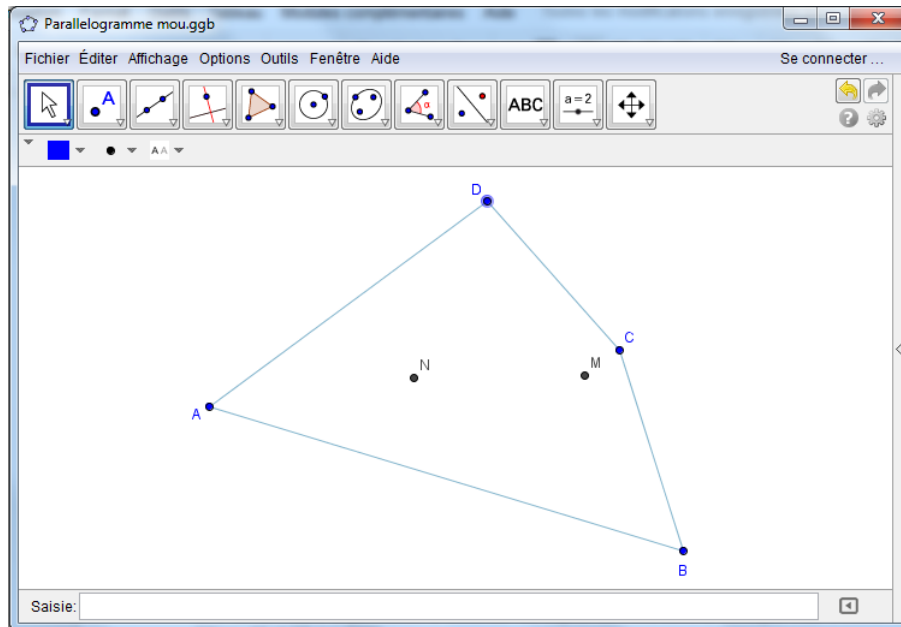 Parallelogramme mou.ggb
Fichier Éditer Affichage Options Outils Fenêtre Aide Se connecter ...
A α ABC a=2
A A
D
C
N M
A
B
Saisie: